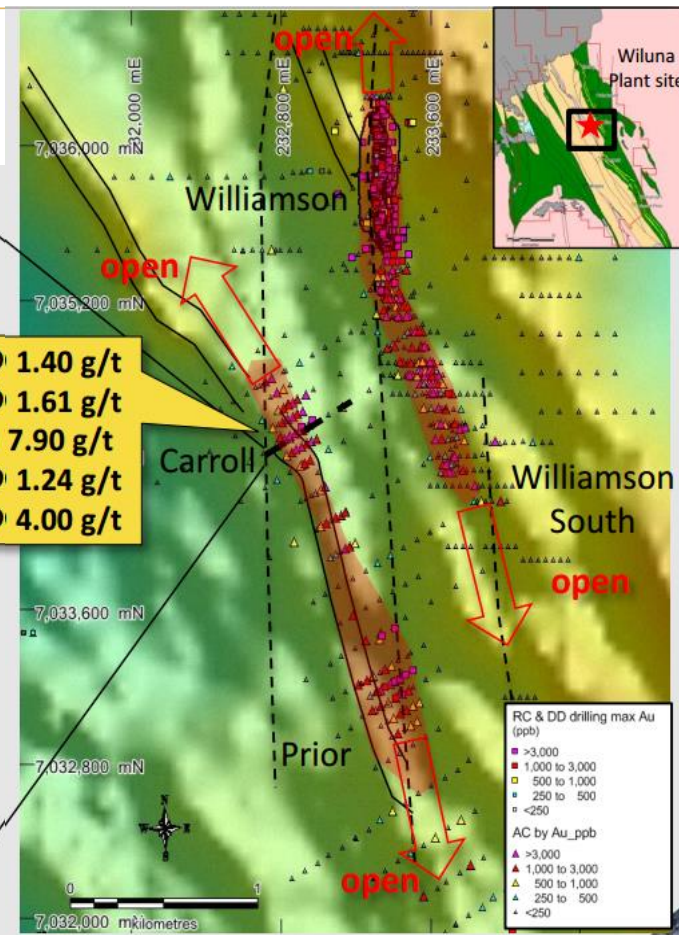 open
232,000 mE
232,800 mE
233,600 mE
Wiluna
Plant site
7,036,000 mN
Williamson
open
7,035,200 mN
1.40 g/t
1.61 g/t
7.90 g/t
1.24 g/t
4.00 g/t
Carroll
Williamson
South
open
7,033,600 mN
RC & DD drilling max Au
(ppb)
>3,000
1,000 to 3,000
500 to 1,000
250 to 500
<250
Prior
7,032,800 mN
N
W
E
S
AC by Au_ppb
>3,000
1,000 to 3,000
500 to 1,000
250 to 500
<250
open
0
1
kilometres
7,032,000 mN